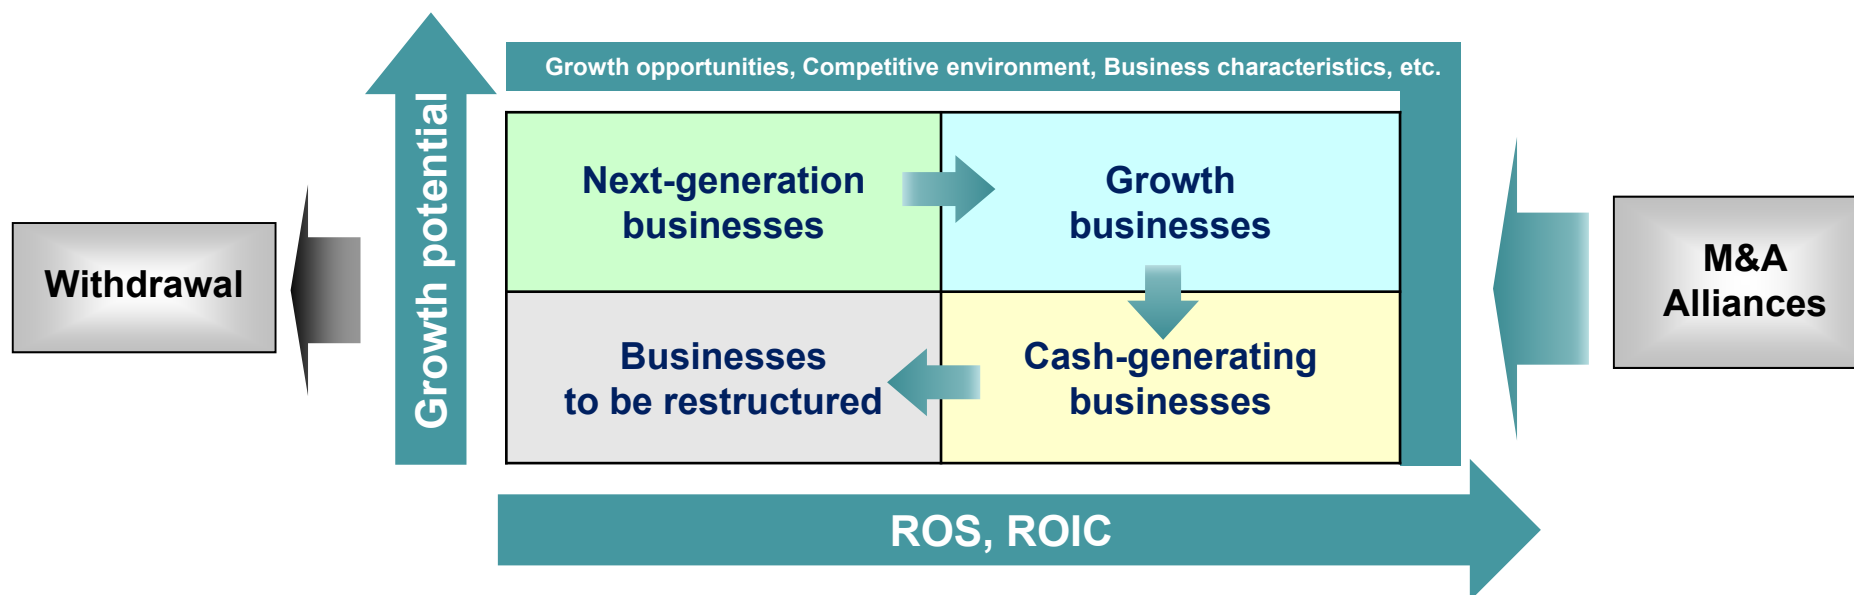 Growth opportunities, Competitive environment, Business characteristics, etc.
Growth potential
Next-generation
businesses
Growth
businesses
Withdrawal
M&A
Alliances
Businesses
to be restructured
Cash-generating
businesses
ROS, ROIC